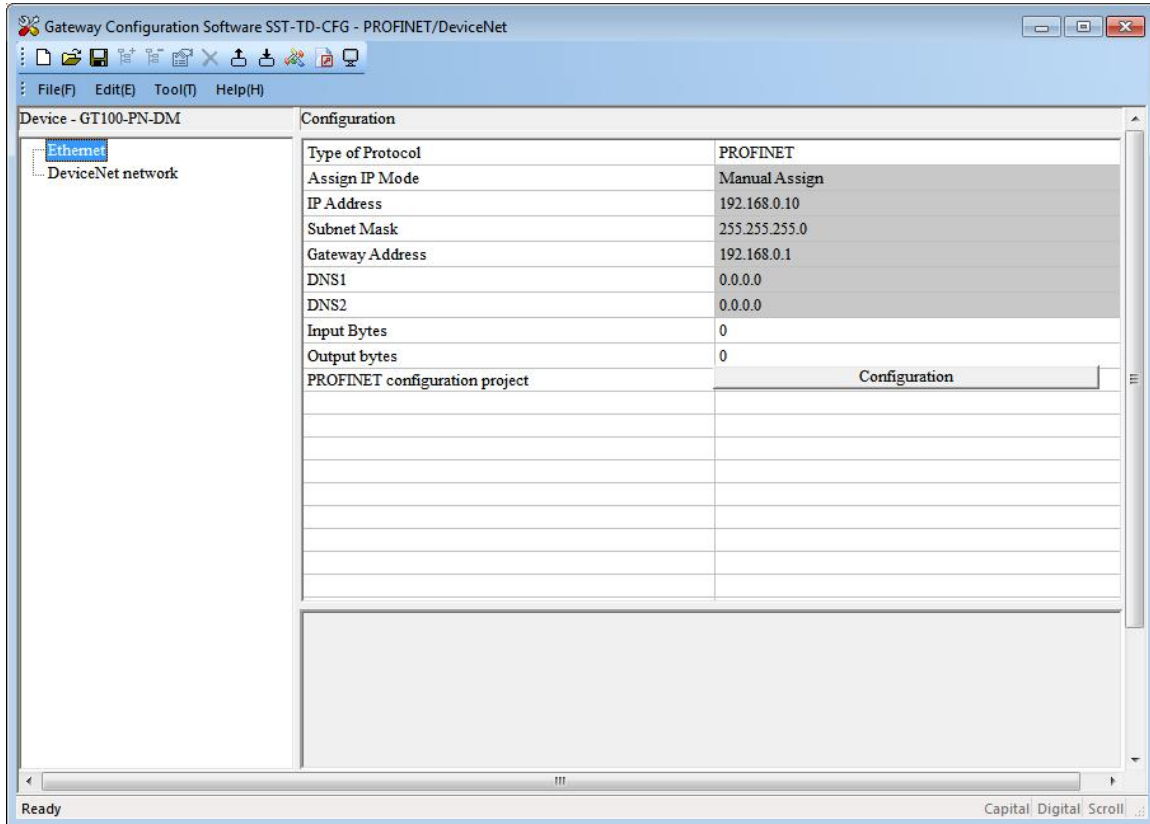 Gateway Configuration Software SST-TD-CFG - PROFINET/DeviceNet
File(F) Edit(E) Tool(T) Help(H)
Device - GT100-PN-DM
Configuration
Ethernet
DeviceNet network
Type of Protocol PROFINET
Assign IP Mode Manual Assign
IP Address 192.168.0.10
Subnet Mask 255.255.255.0
Gateway Address 192.168.0.1
DNS1 0.0.0.0
DNS2 0.0.0.0
Input Bytes 0
Output bytes 0
PROFINET configuration project Configuration
Ready
Capital Digital Scroll